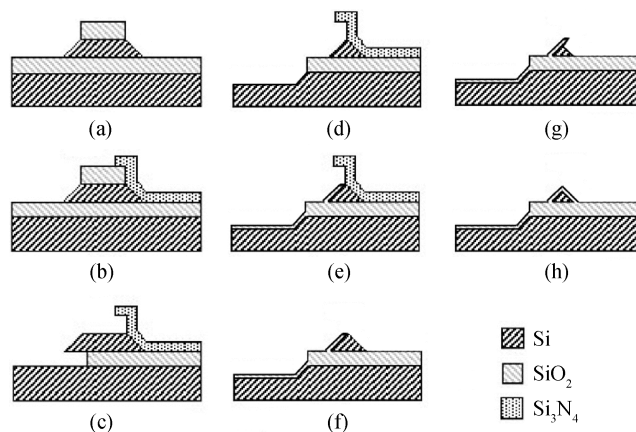 (a)
(d)
(g)
(b)
(e)
(h)
(c)
(f)
Si
SiO₂
Si₃N₄